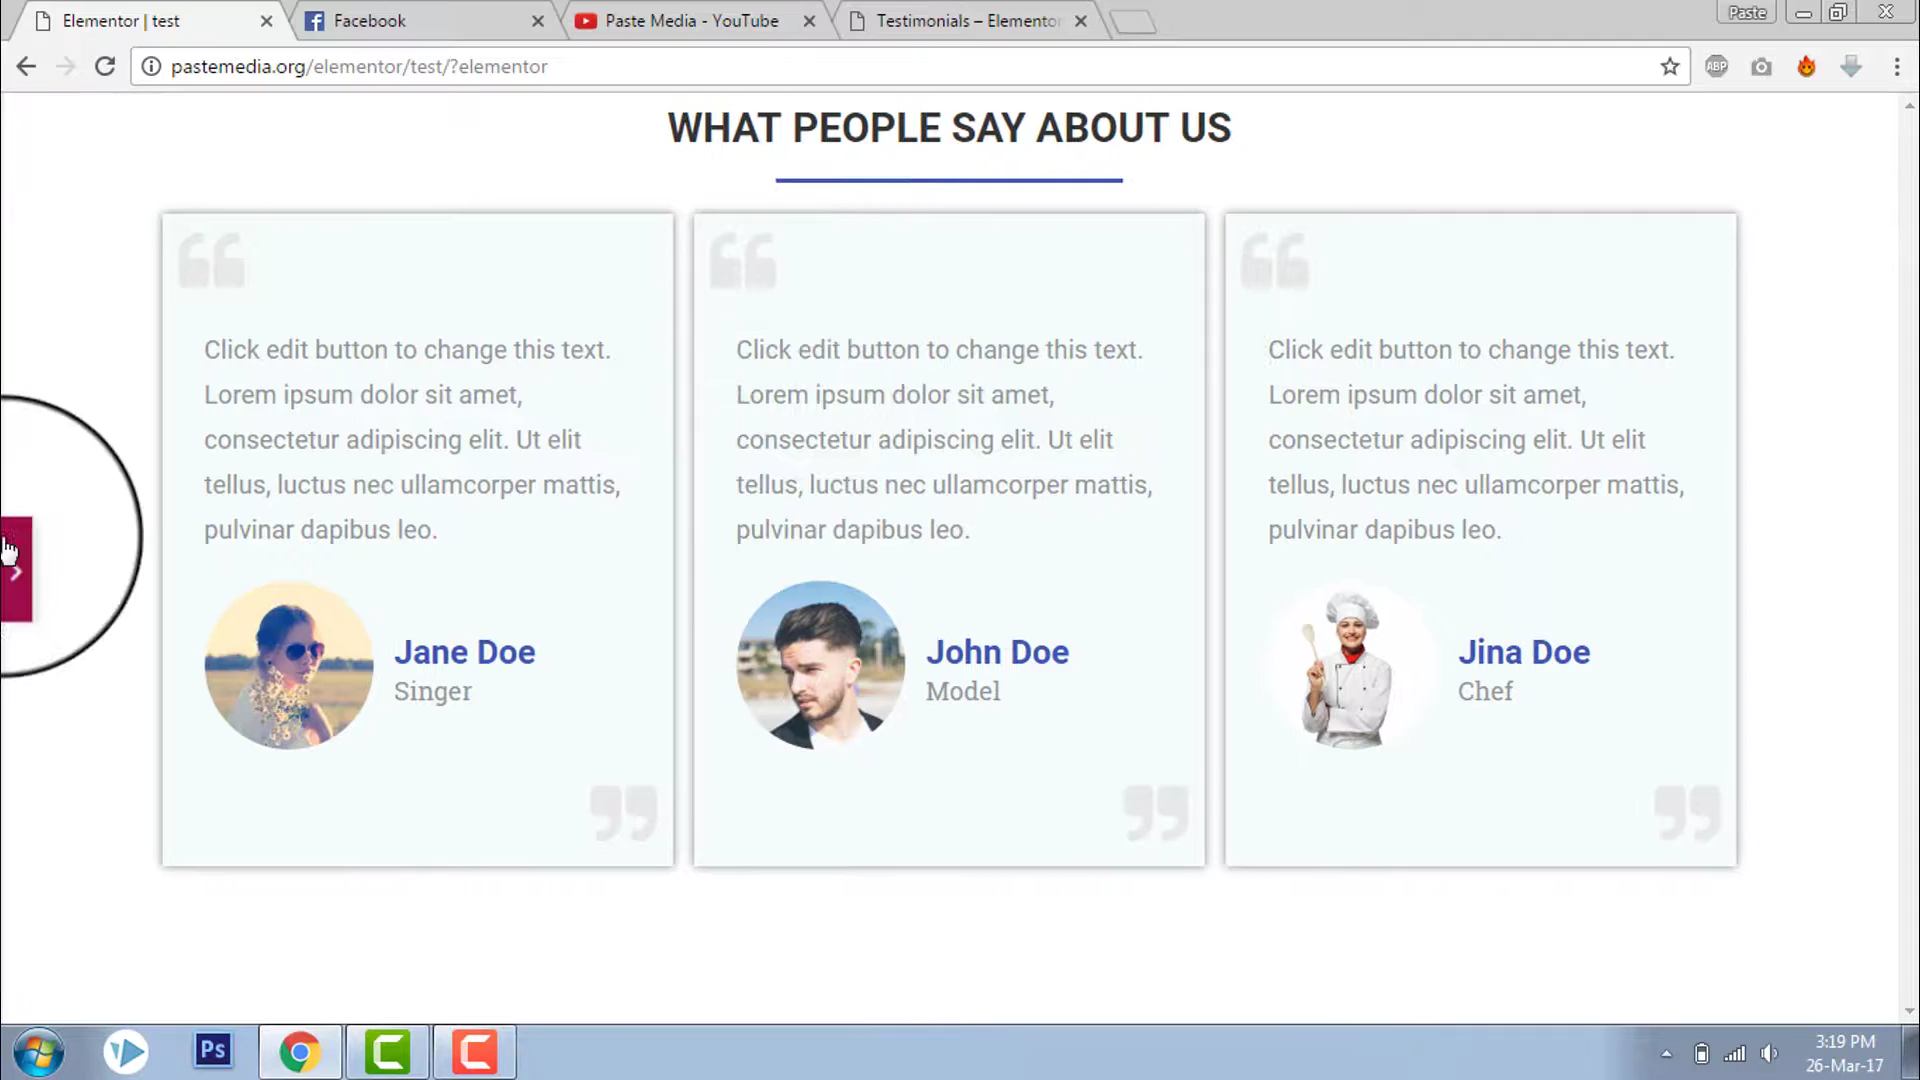 Elementor | test
Facebook
Paste Media - YouTube
Testimonials – Elementor
Paste
pastemedia.org/elementor/test/?elementor
ABP
WHAT PEOPLE SAY ABOUT US
Click edit button to change this text.
Lorem ipsum dolor sit amet,
consectetur adipiscing elit. Ut elit
tellus, luctus nec ullamcorper mattis,
pulvinar dapibus leo.
Jane Doe
Singer
Click edit button to change this text.
Lorem ipsum dolor sit amet,
consectetur adipiscing elit. Ut elit
tellus, luctus nec ullamcorper mattis,
pulvinar dapibus leo.
John Doe
Model
Click edit button to change this text.
Lorem ipsum dolor sit amet,
consectetur adipiscing elit. Ut elit
tellus, luctus nec ullamcorper mattis,
pulvinar dapibus leo.
Jina Doe
Chef
Ps
3:19 PM
26-Mar-17